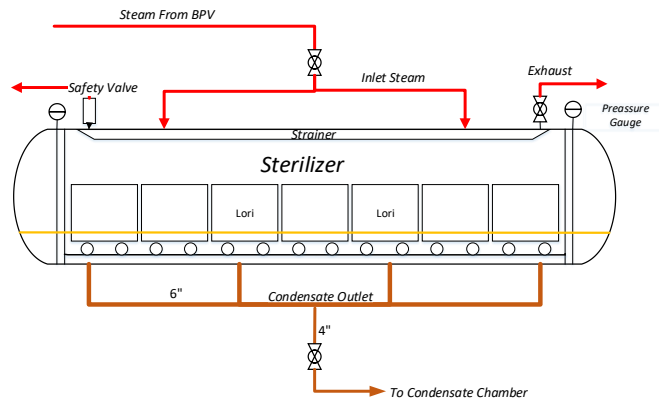 Steam From BPV
Safety Valve
Inlet Steam
Exhaust
Preassure
Gauge
Strainer
Sterilizer
Lori
Lori
6"
Condensate Outlet
4"
To Condensate Chamber